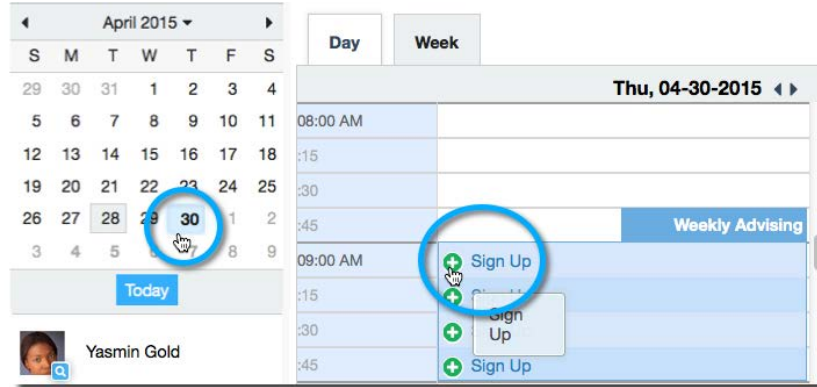 April 2015
S M T W T F S
29 30 31 1 2 3 4
5 6 7 8 9 10 11
12 13 14 15 16 17 18
19 20 21 22 23 24 25
26 27 28 29 30 1 2
3 4 5 6 7 8 9
Today
Yasmin Gold
Day Week
Thu, 04-30-2015
08:00 AM
:15
:30
:45 Weekly Advising
09:00 AM Sign Up
:15
Sign
:30 Up
:45 Sign Up